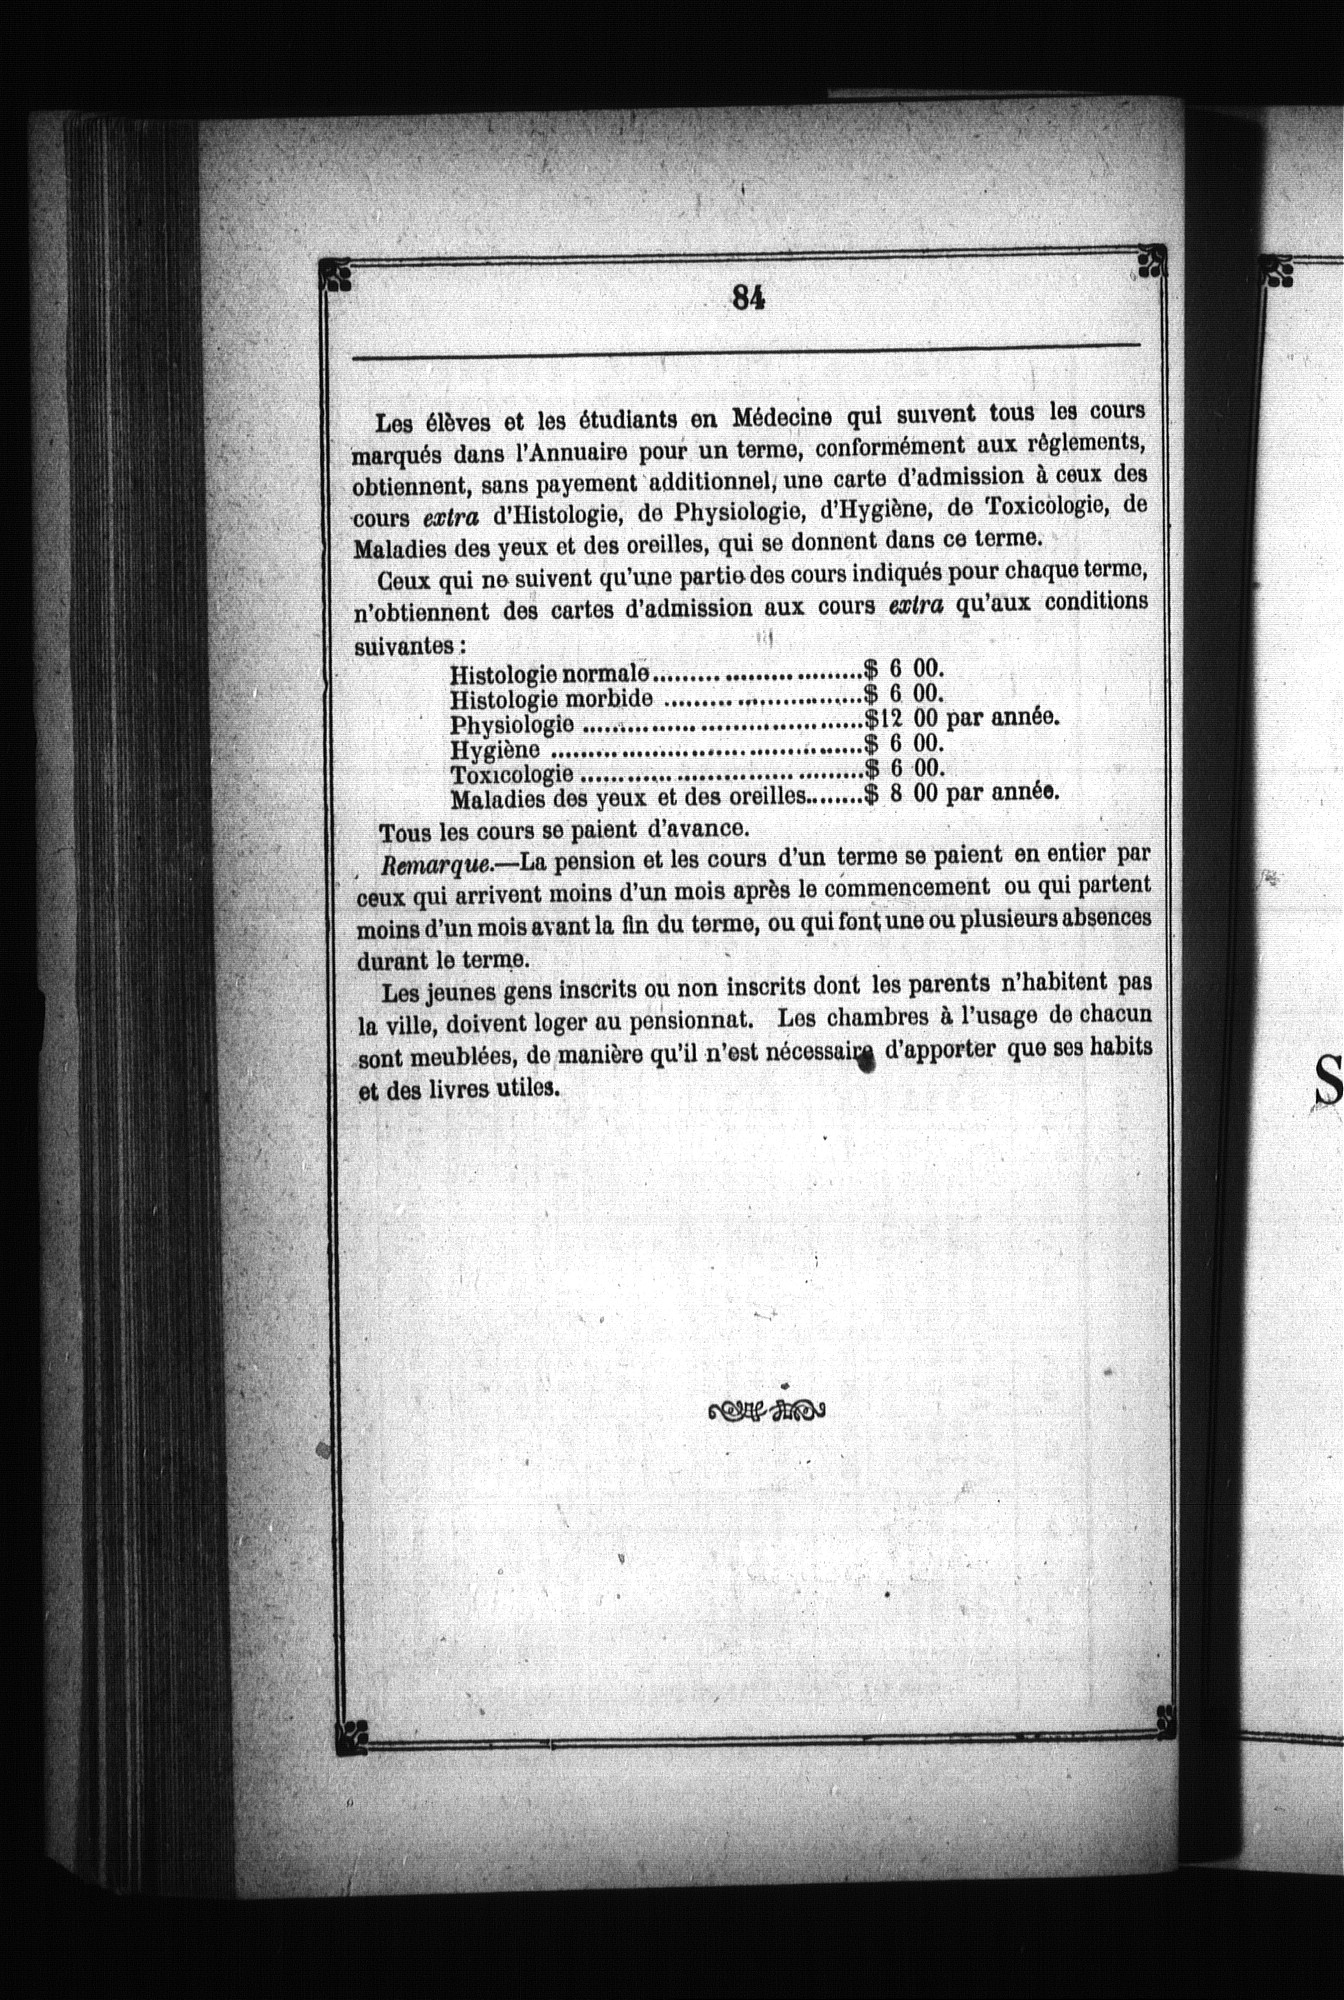 84
Les élèves et les étudiants en Médecine qui suivent tous les cours
marqués dans l'Annuaire pour un terme, conformément aux règlements,
obtiennent, sans payement additionnel, une carte d'admission à ceux des
cours extra d'Histologie, de Physiologie, d'Hygiène, de Toxicologie, de
Maladies des yeux et des oreilles, qui se donnent dans ce terme.
Ceux qui ne suivent qu'une partie des cours indiqués pour chaque terme,
n'obtiennent des cartes d'admission aux cours extra qu'aux conditions
suivantes :
Histologie normale..............................$ 6 00.
Histologie morbide ............................$ 6 00.
Physiologie ......................................$12 00 par année.
Hygiène ..........................................$ 6 00.
Toxicologie ......................................$ 6 00.
Maladies des yeux et des oreilles........$ 8 00 par année.
Tous les cours se paient d'avance.
Remarque.—La pension et les cours d'un terme se paient en entier par
ceux qui arrivent moins d'un mois après le commencement ou qui partent
moins d'un mois avant la fin du terme, ou qui font une ou plusieurs absences
durant le terme.
Les jeunes gens inscrits ou non inscrits dont les parents n'habitent pas
la ville, doivent loger au pensionnat. Les chambres à l'usage de chacun
sont meublées, de manière qu'il n'est nécessaire d'apporter que ses habits
et des livres utiles.
S